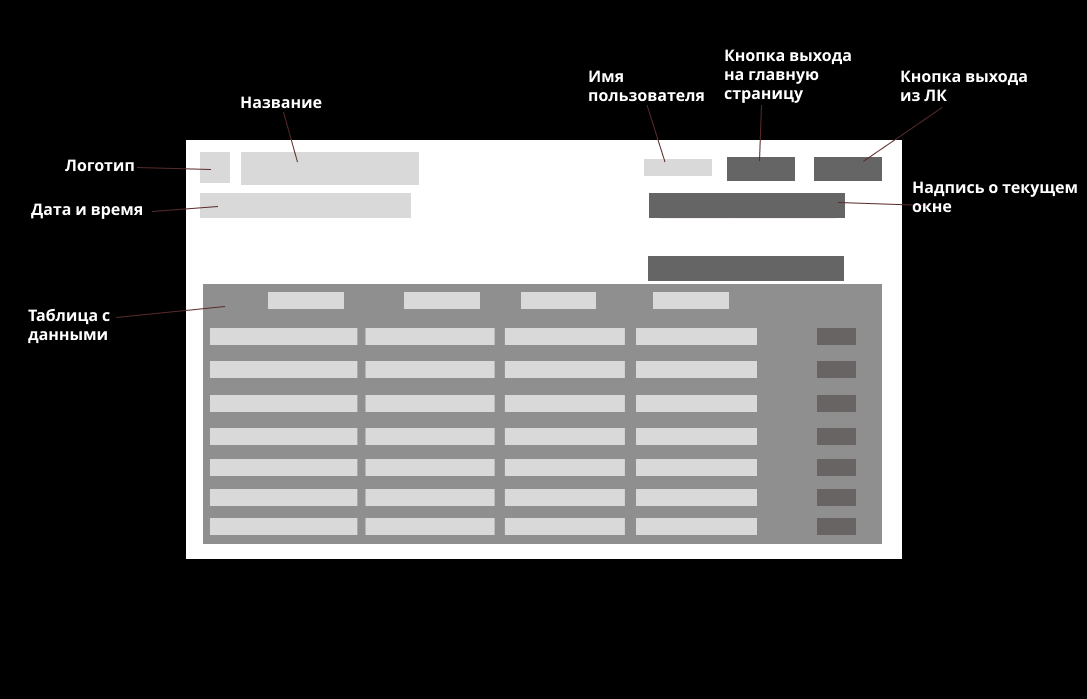 Название
Имя
пользователя
Кнопка выхода
на главную
страницу
Кнопка выхода
из ЛК
Логотип
Дата и время
Надпись о текущем
окне
Таблица с
данными